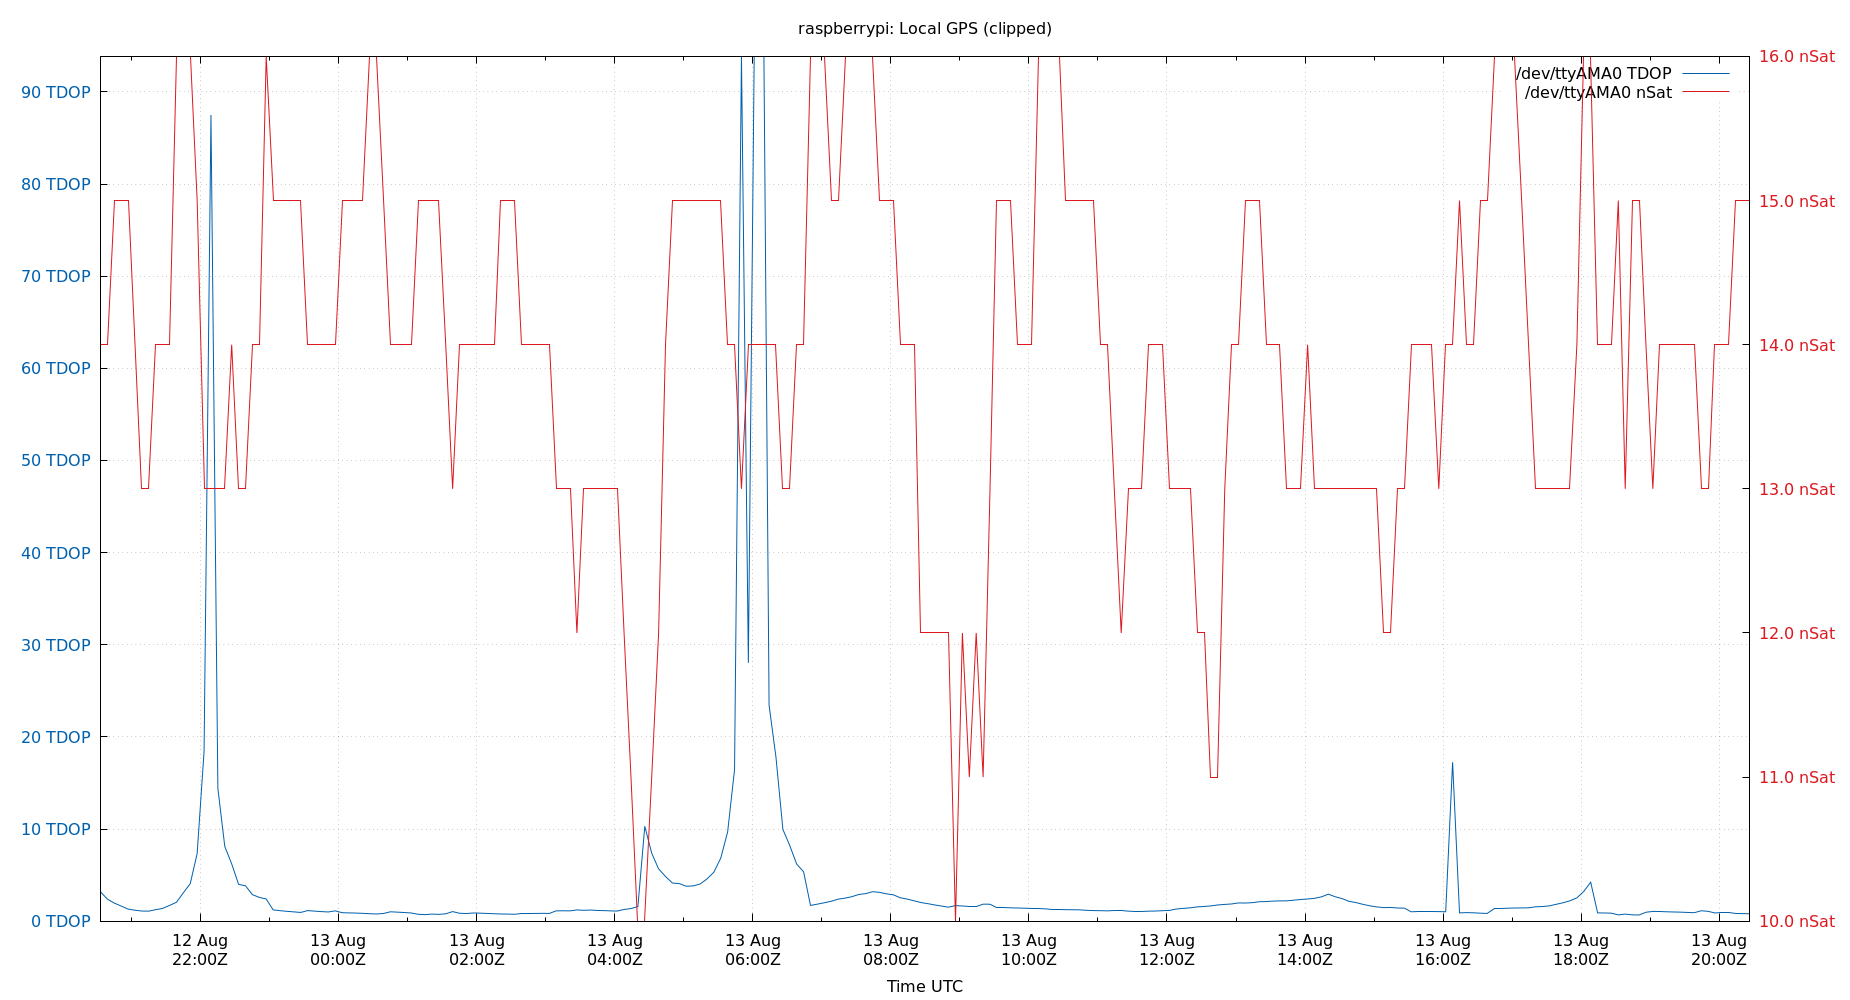 raspberrypi: Local GPS (clipped)
16.0 nSat
/dev/ttyAMA0 TDOP
90 TDOP
/dev/ttyAMA0 nSat
80 TDOP
15.0 nSat
70 TDOP
14.0 nSat
60 TDOP
50 TDOP
13.0 nSat
40 TDOP
30 TDOP
12.0 nSat
20 TDOP
11.0 nSat
10 TDOP
0 TDOP
10.0 nSat
12 Aug 13 Aug 13 Aug 13 Aug 13 Aug 13 Aug 13 Aug 13 Aug 13 Aug 13 Aug 13 Aug 13 Aug
22:00Z 00:00Z 02:00Z 04:00Z 06:00Z 08:00Z 10:00Z 12:00Z 14:00Z 16:00Z 18:00Z 20:00Z
Time UTC